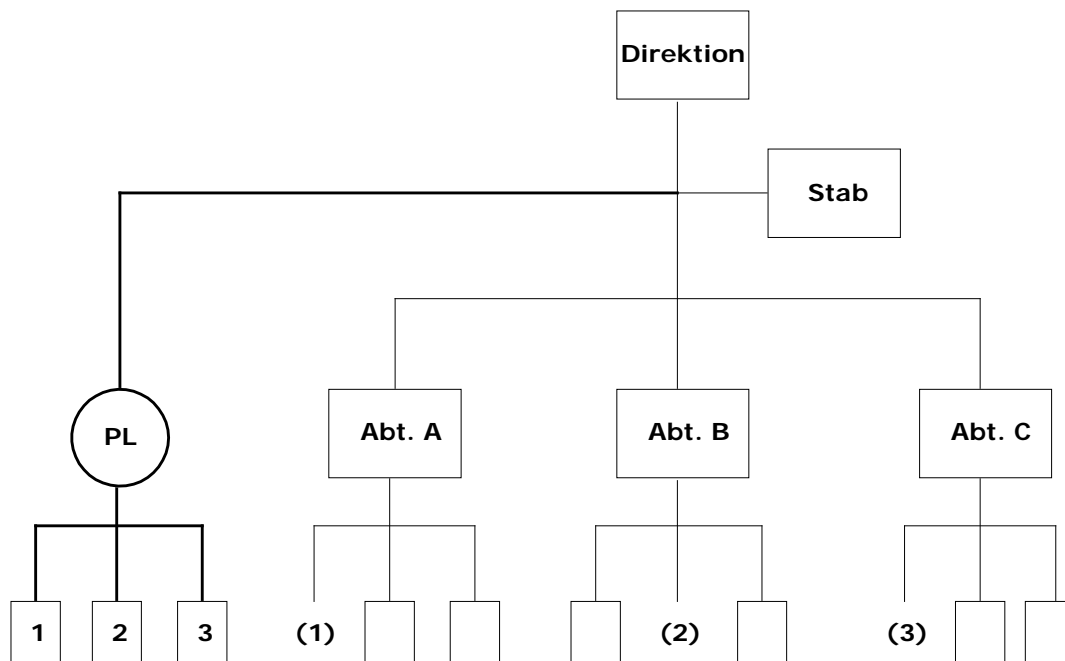 Direktion
Stab
PL
Abt. A
Abt. B
Abt. C
1
2
3
(1)
(2)
(3)